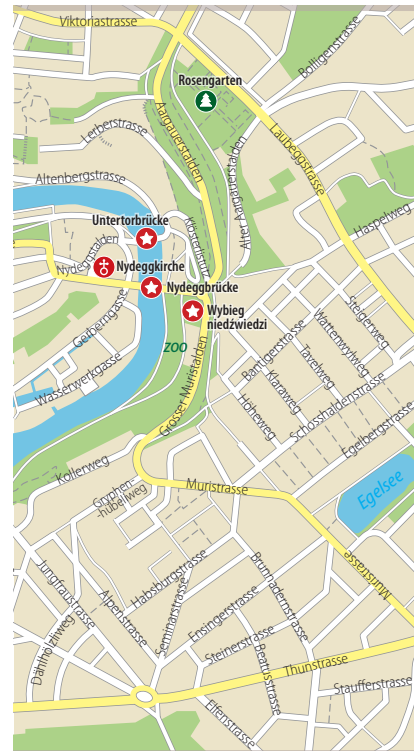 Viktoriastrasse
Bolligenstrasse
Rosengarten
Aargauerstalden
Lerberstrasse
Laubeggstrasse
Altenbergstrasse
Alter Aargauerstalden
Haspelweg
Untertorbrücke
Klösterlistutz
Nydeggstalden
Nydeggkirche
Nydeggbrücke
Wybieg
niedźwiedzi
Gerberngasse
Steigerweg
Wattenwylweg
ZOO
Bantigerstrasse
Tavelweg
Wasserwerkgasse
Grosser Muristalden
Klaraweg
Schosshaldenstrasse
Höheweg
Egelbergstrasse
Kollerweg
Gryphen-
hübeliweg
Muristrasse
Egelsee
Jungfraustrasse
Habsburgstrasse
Brunnadernstrasse
Muristrasse
Alpenstrasse
Seminarstrasse
Ensingerstrasse
Dählhölzliweg
Steinerstrasse
Beatusstrasse
Thunstrasse
Staufferstrasse
Elfenstrasse